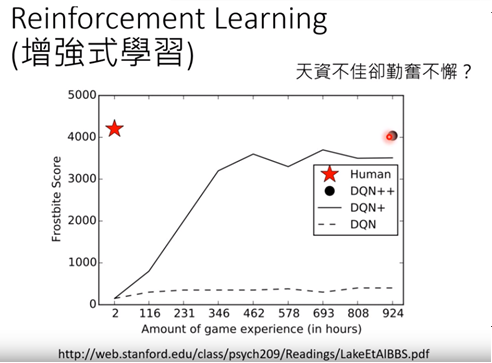 Reinforcement Learning
(增強式學習)
天資不佳卻勤奮不懈？
5000
4000
3000
2000
1000
0
Frostbite Score
Human
DQN++
DQN+
DQN
2 116 231 346 462 578 693 808 924
Amount of game experience (in hours)
http://web.stanford.edu/class/psych209/Readings/LakeEtAlBBS.pdf